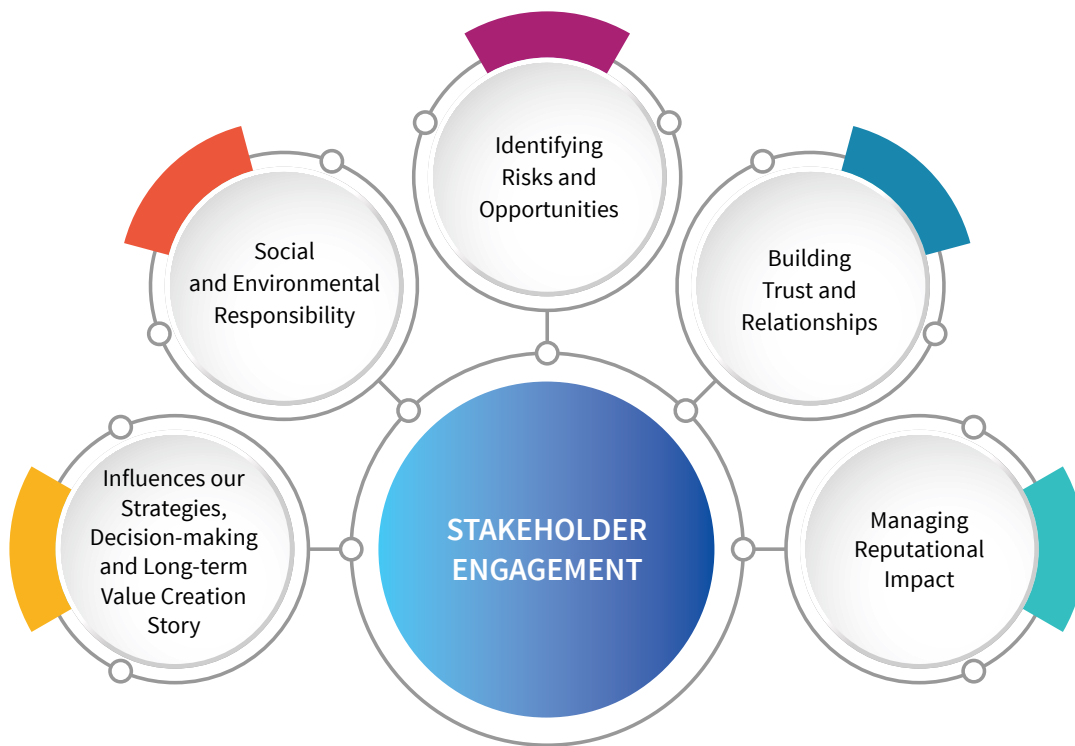 Identifying
Risks and
Opportunities
Social
and Environmental
Responsibility
Building
Trust and
Relationships
Influences our
Strategies,
Decision-making
and Long-term
Value Creation
Story
STAKEHOLDER
ENGAGEMENT
Managing
Reputational
Impact